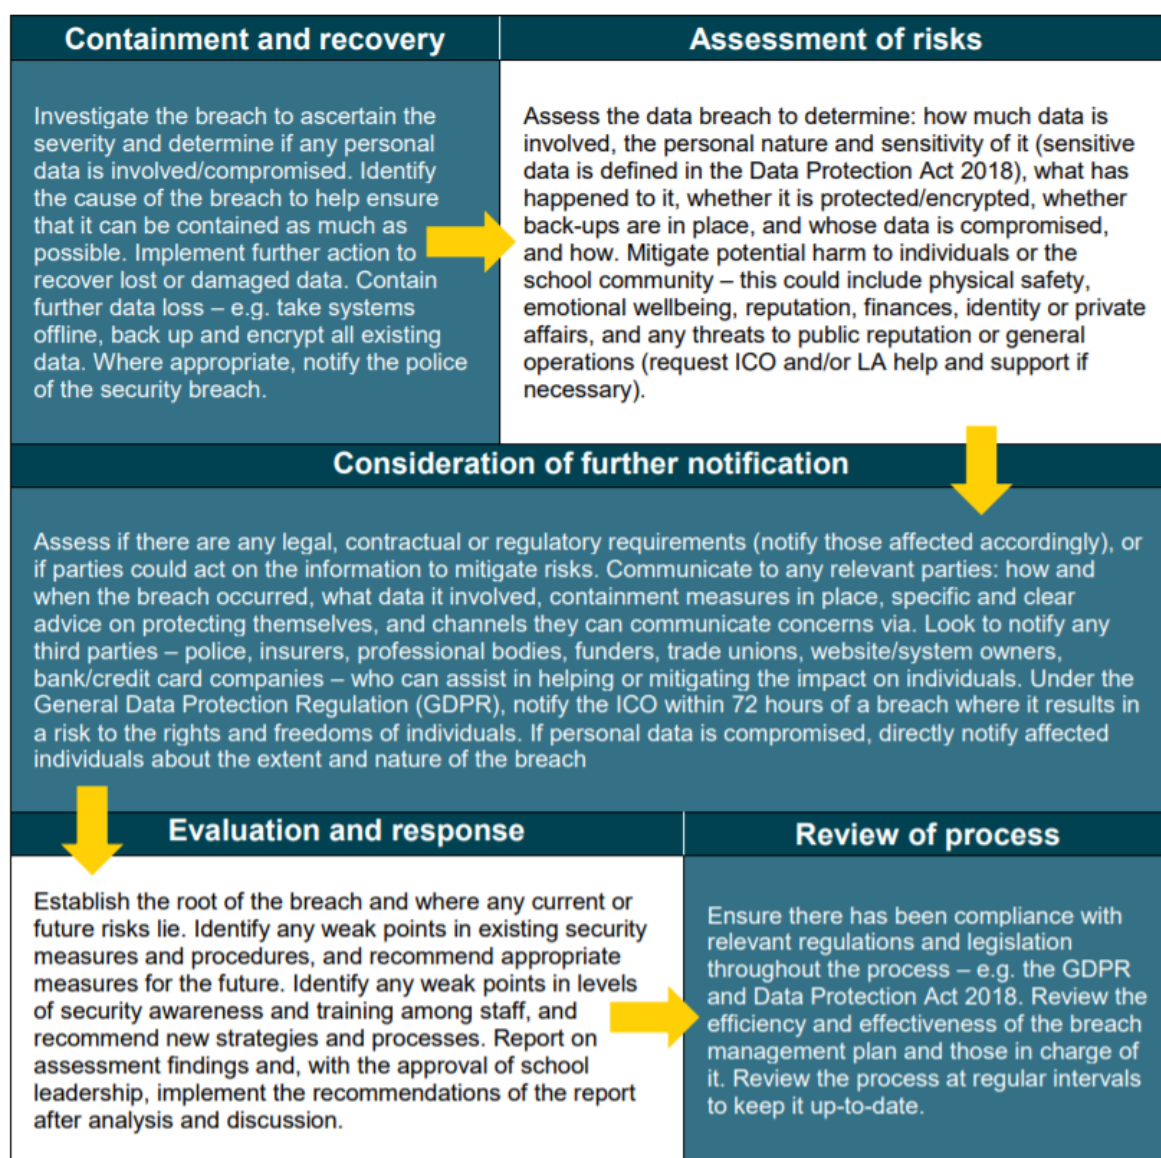 Containment and recovery
Investigate the breach to ascertain the
severity and determine if any personal
data is involved/compromised. Identify
the cause of the breach to help ensure
that it can be contained as much as
possible. Implement further action to
recover lost or damaged data. Contain
further data loss – e.g. take systems
offline, back up and encrypt all existing
data. Where appropriate, notify the police
of the security breach.
Assessment of risks
Assess the data breach to determine: how much data is
involved, the personal nature and sensitivity of it (sensitive
data is defined in the Data Protection Act 2018), what has
happened to it, whether it is protected/encrypted, whether
back-ups are in place, and whose data is compromised,
and how. Mitigate potential harm to individuals or the
school community – this could include physical safety,
emotional wellbeing, reputation, finances, identity or private
affairs, and any threats to public reputation or general
operations (request ICO and/or LA help and support if
necessary).
Consideration of further notification
Assess if there are any legal, contractual or regulatory requirements (notify those affected accordingly), or
if parties could act on the information to mitigate risks. Communicate to any relevant parties: how and
when the breach occurred, what data it involved, containment measures in place, specific and clear
advice on protecting themselves, and channels they can communicate concerns via. Look to notify any
third parties – police, insurers, professional bodies, funders, trade unions, website/system owners,
bank/credit card companies – who can assist in helping or mitigating the impact on individuals. Under the
General Data Protection Regulation (GDPR), notify the ICO within 72 hours of a breach where it results in
a risk to the rights and freedoms of individuals. If personal data is compromised, directly notify affected
individuals about the extent and nature of the breach
Evaluation and response
Establish the root of the breach and where any current or
future risks lie. Identify any weak points in existing security
measures and procedures, and recommend appropriate
measures for the future. Identify any weak points in levels
of security awareness and training among staff, and
recommend new strategies and processes. Report on
assessment findings and, with the approval of school
leadership, implement the recommendations of the report
after analysis and discussion.
Review of process
Ensure there has been compliance with
relevant regulations and legislation
throughout the process – e.g. the GDPR
and Data Protection Act 2018. Review the
efficiency and effectiveness of the breach
management plan and those in charge of
it. Review the process at regular intervals
to keep it up-to-date.